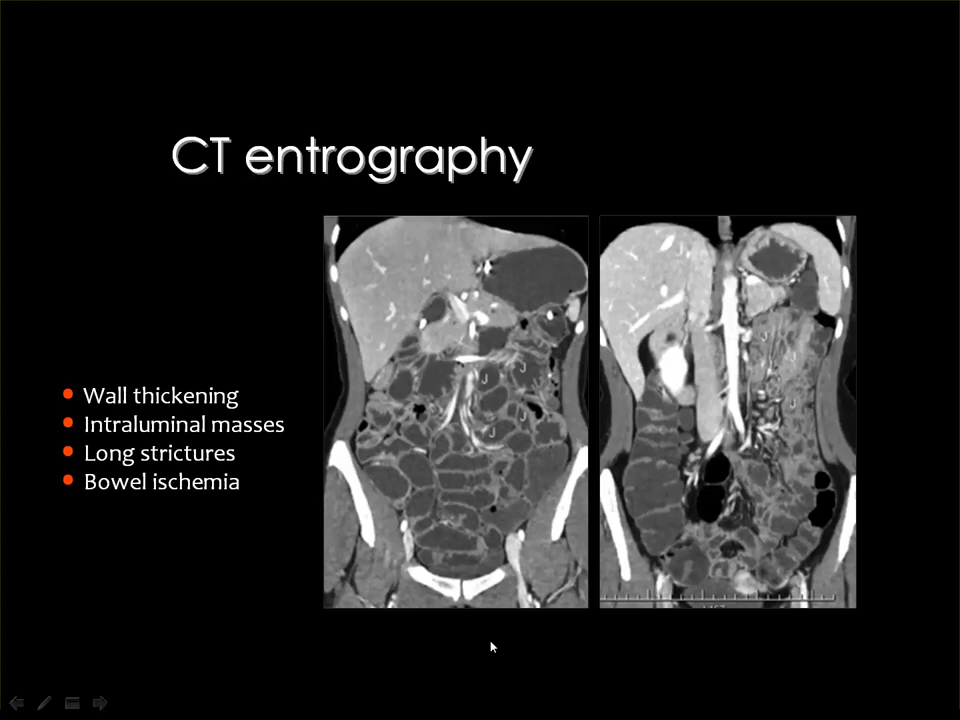 CT entrography
J
J
J
J
J
J
J
J
• Wall thickening
• Intraluminal masses
• Long strictures
• Bowel ischemia